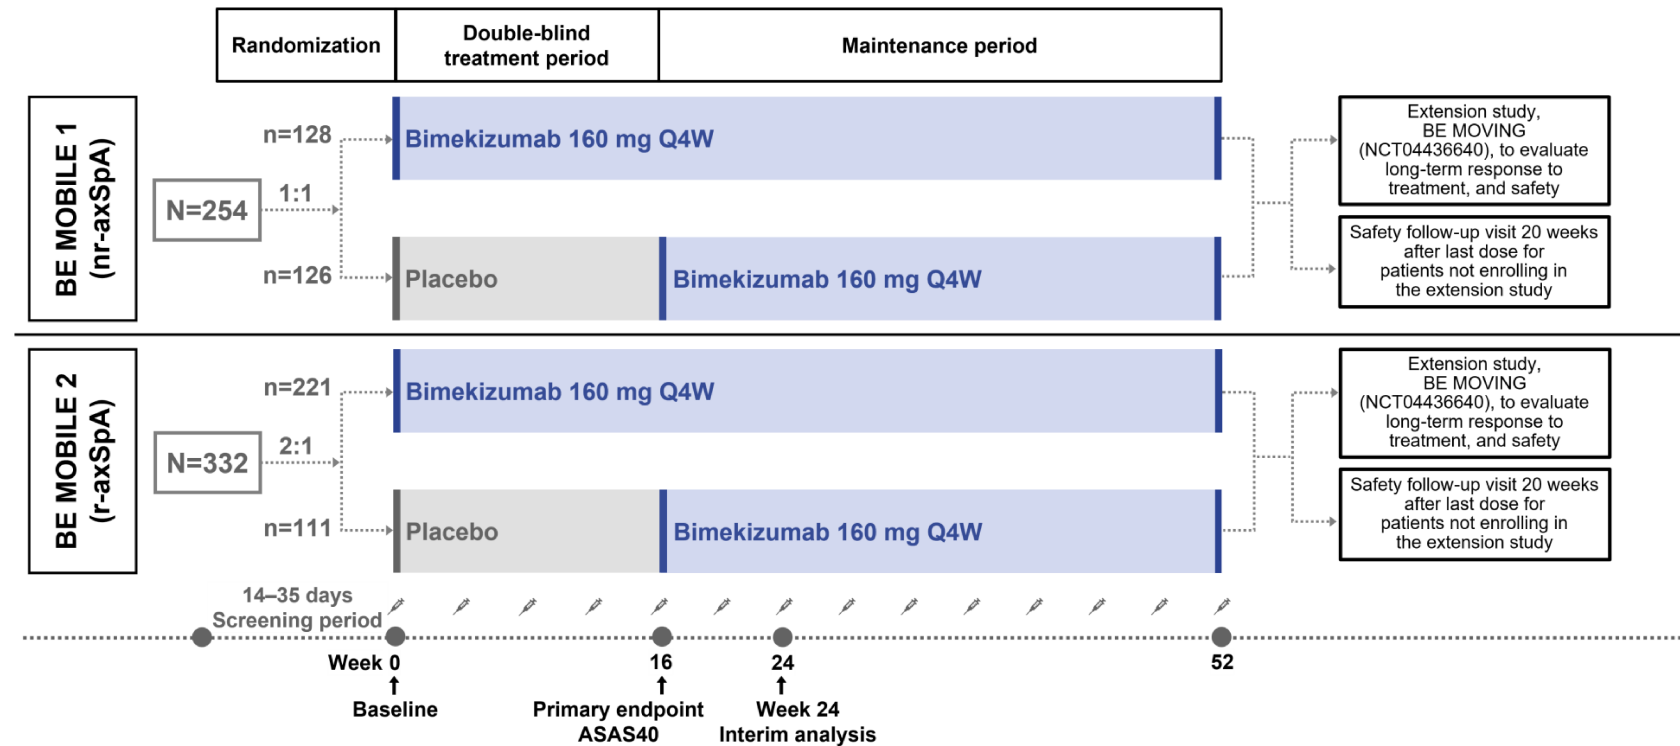 Randomization
Double-blind
treatment period
Maintenance period
BE MOBILE 1
(nr-axSpA)
N=254
1:1
n=128
Bimekizumab 160 mg Q4W
n=126
Placebo
Bimekizumab 160 mg Q4W
Extension study,
BE MOVING
(NCT04436640), to evaluate
long-term response to
treatment, and safety
Safety follow-up visit 20 weeks
after last dose for
patients not enrolling in
the extension study
BE MOBILE 2
(r-axSpA)
N=332
2:1
n=221
Bimekizumab 160 mg Q4W
n=111
Placebo
Bimekizumab 160 mg Q4W
Extension study,
BE MOVING
(NCT04436640), to evaluate
long-term response to
treatment, and safety
Safety follow-up visit 20 weeks
after last dose for
patients not enrolling in
the extension study
14–35 days
Screening period
Week 0
16
24
52
Baseline
Primary endpoint
ASAS40
Week 24
Interim analysis